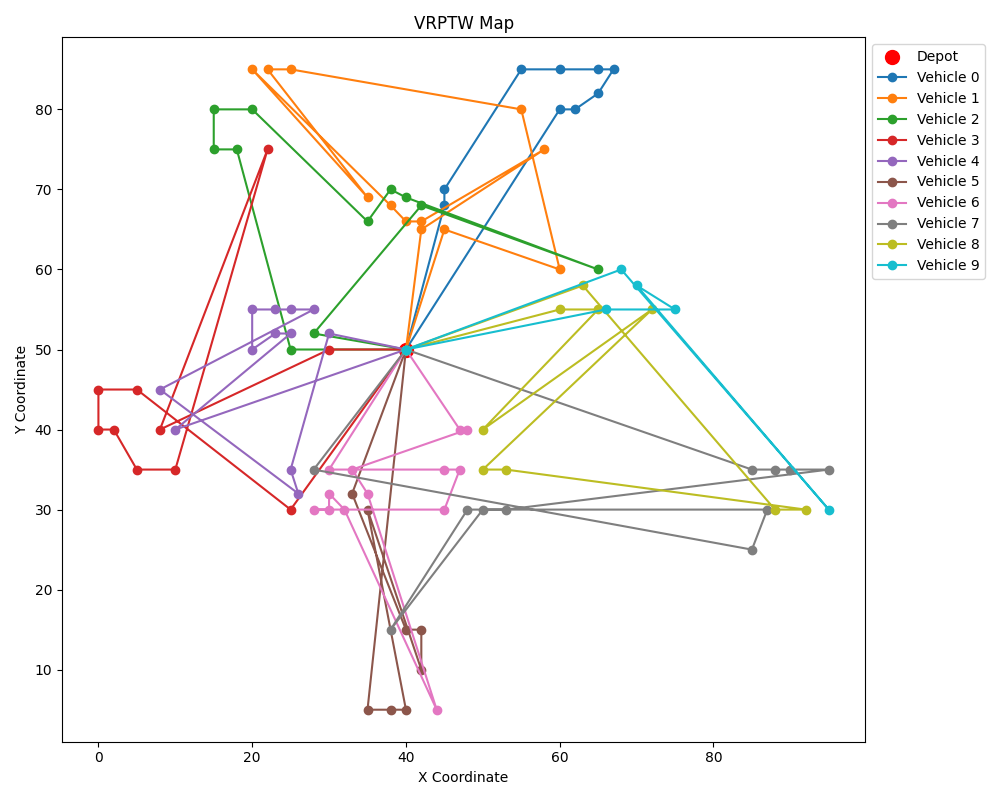 VRPTW Map
Depot
Vehicle 0
Vehicle 1
Vehicle 2
Vehicle 3
Vehicle 4
Vehicle 5
Vehicle 6
Vehicle 7
Vehicle 8
Vehicle 9
Y Coordinate
80
70
60
50
40
30
20
10
0 20 40 60 80
X Coordinate